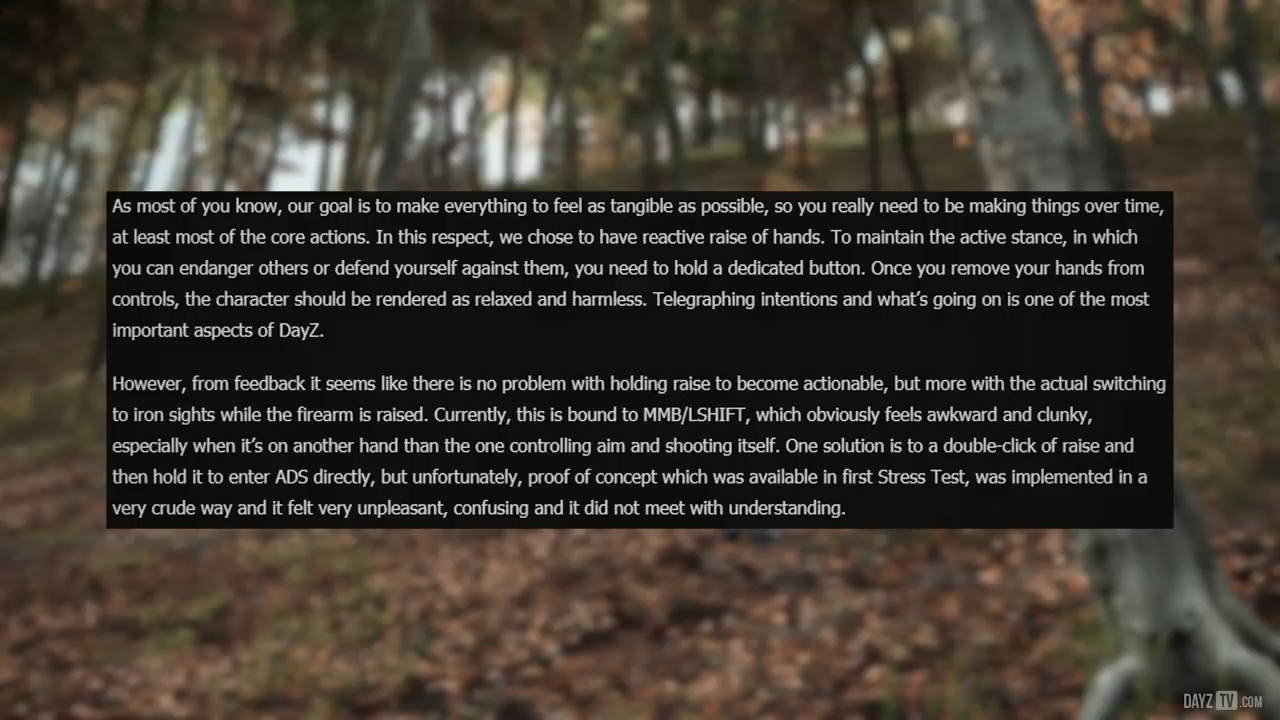 As most of you know, our goal is to make everything to feel as tangible as possible, so you really need to be making things over time,
at least most of the core actions. In this respect, we chose to have reactive raise of hands. To maintain the active stance, in which
you can endanger others or defend yourself against them, you need to hold a dedicated button. Once you remove your hands from
controls, the character should be rendered as relaxed and harmless. Telegraphing intentions and what’s going on is one of the most
important aspects of DayZ.
However, from feedback it seems like there is no problem with holding raise to become actionable, but more with the actual switching
to iron sights while the firearm is raised. Currently, this is bound to MMB/LSHIFT, which obviously feels awkward and clunky,
especially when it’s on another hand than the one controlling aim and shooting itself. One solution is to a double-click of raise and
then hold it to enter ADS directly, but unfortunately, proof of concept which was available in first Stress Test, was implemented in a
very crude way and it felt very unpleasant, confusing and it did not meet with understanding.
DAYZ TV .COM